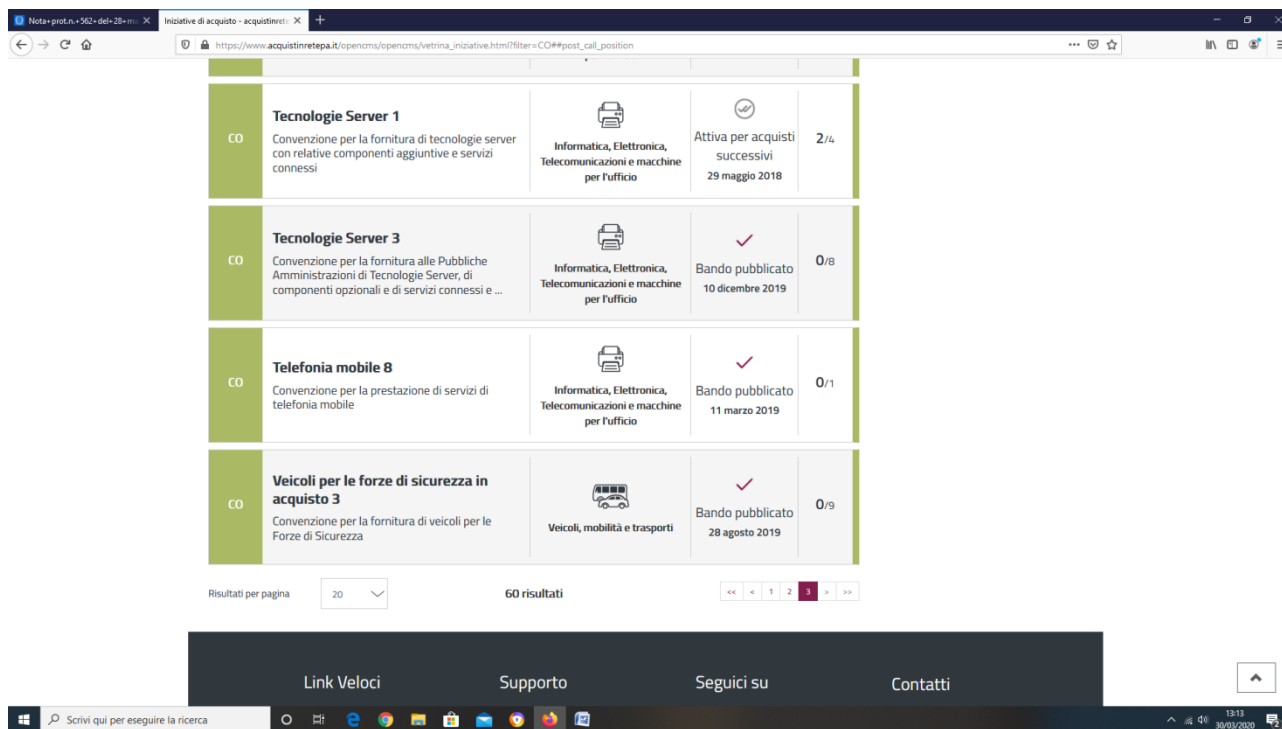 Nota+prot.n.+562+del+28+ma
Iniziative di acquisto - acquistinrete
https://www.acquistinretepa.it/opencms/opencms/vetrina_iniziative.html?filter=CO##post_call_position
CO
Tecnologie Server 1
Convenzione per la fornitura di tecnologie server
con relative componenti aggiuntive e servizi
connessi
Informatica, Elettronica,
Telecomunicazioni e macchine
per l'ufficio
Attiva per acquisti
successivi
29 maggio 2018
2/4
CO
Tecnologie Server 3
Convenzione per la fornitura alle Pubbliche
Amministrazioni di Tecnologie Server, di
componenti opzionali e di servizi connessi e ...
Informatica, Elettronica,
Telecomunicazioni e macchine
per l'ufficio
Bando pubblicato
10 dicembre 2019
0/8
CO
Telefonia mobile 8
Convenzione per la prestazione di servizi di
telefonia mobile
Informatica, Elettronica,
Telecomunicazioni e macchine
per l'ufficio
Bando pubblicato
11 marzo 2019
0/1
CO
Veicoli per le forze di sicurezza in
acquisto 3
Convenzione per la fornitura di veicoli per le
Forze di Sicurezza
Veicoli, mobilità e trasporti
Bando pubblicato
28 agosto 2019
0/9
Risultati per pagina 20 60 risultati << < 1 2 3 > >>
Link Veloci Supporto Seguici su Contatti
Scrivi qui per eseguire la ricerca
13:13
30/03/2020